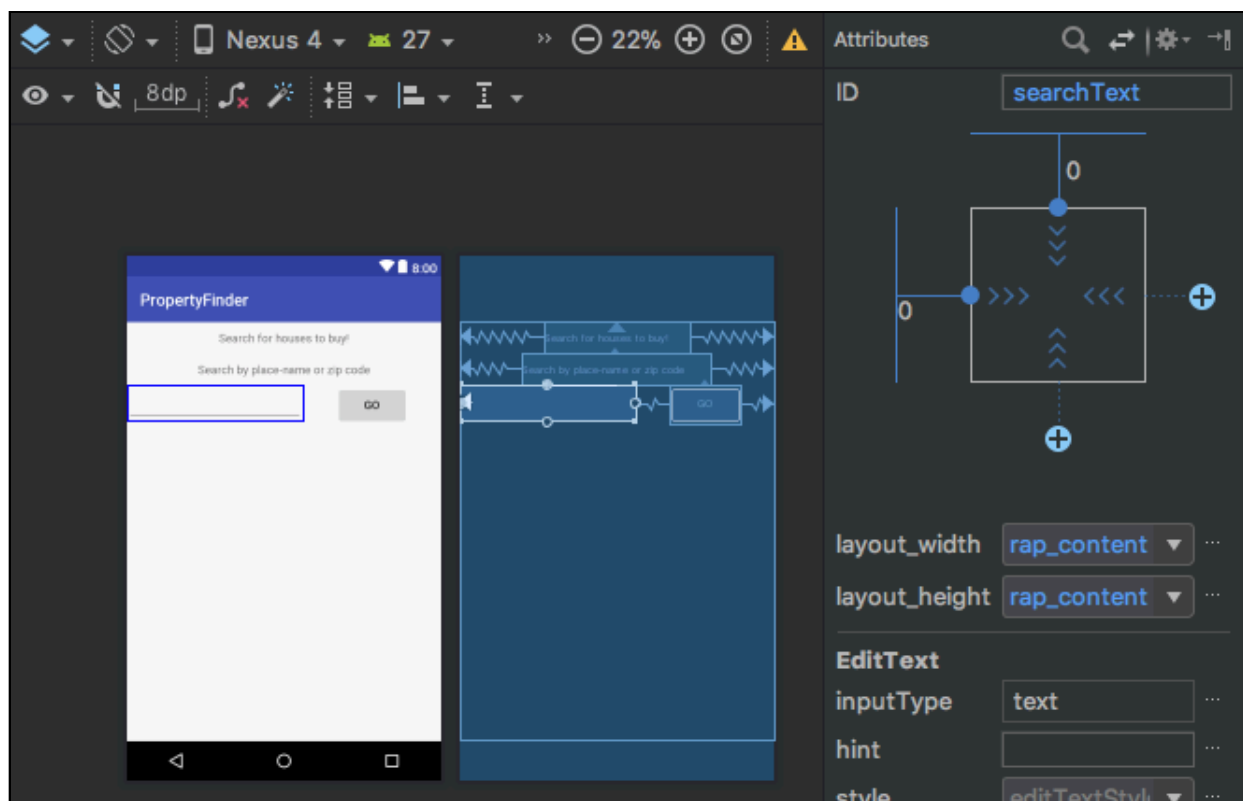 Nexus 4 27 » 22%
8dp
8:00
PropertyFinder
Search for houses to buy!
Search by place-name or zip code
GO
Search for houses to buy!
Search by place-name or zip code
GO
Attributes
ID searchText
0
0
layout_width rap_content ...
layout_height rap_content ...
EditText
inputType text ...
hint ...
style editTextStyl ...